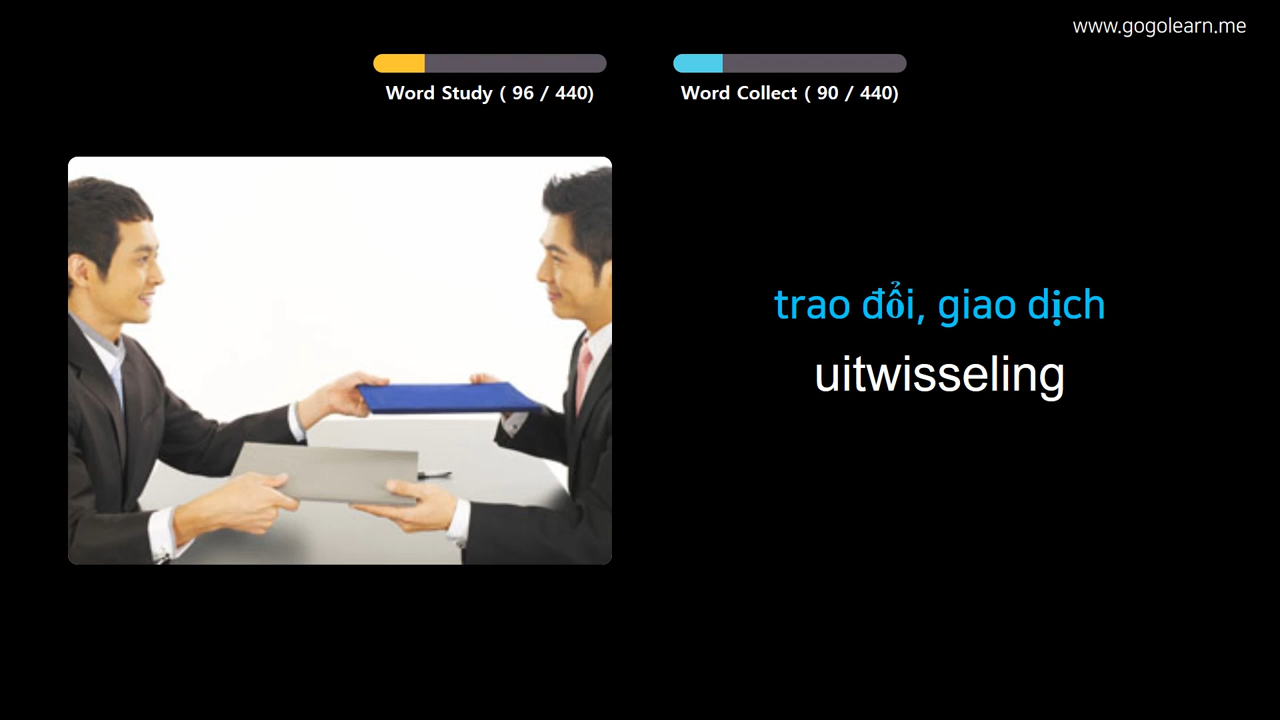 www.gogolearn.me
Word Study ( 96 / 440)
Word Collect ( 90 / 440)
trao đổi, giao dịch
uitwisseling